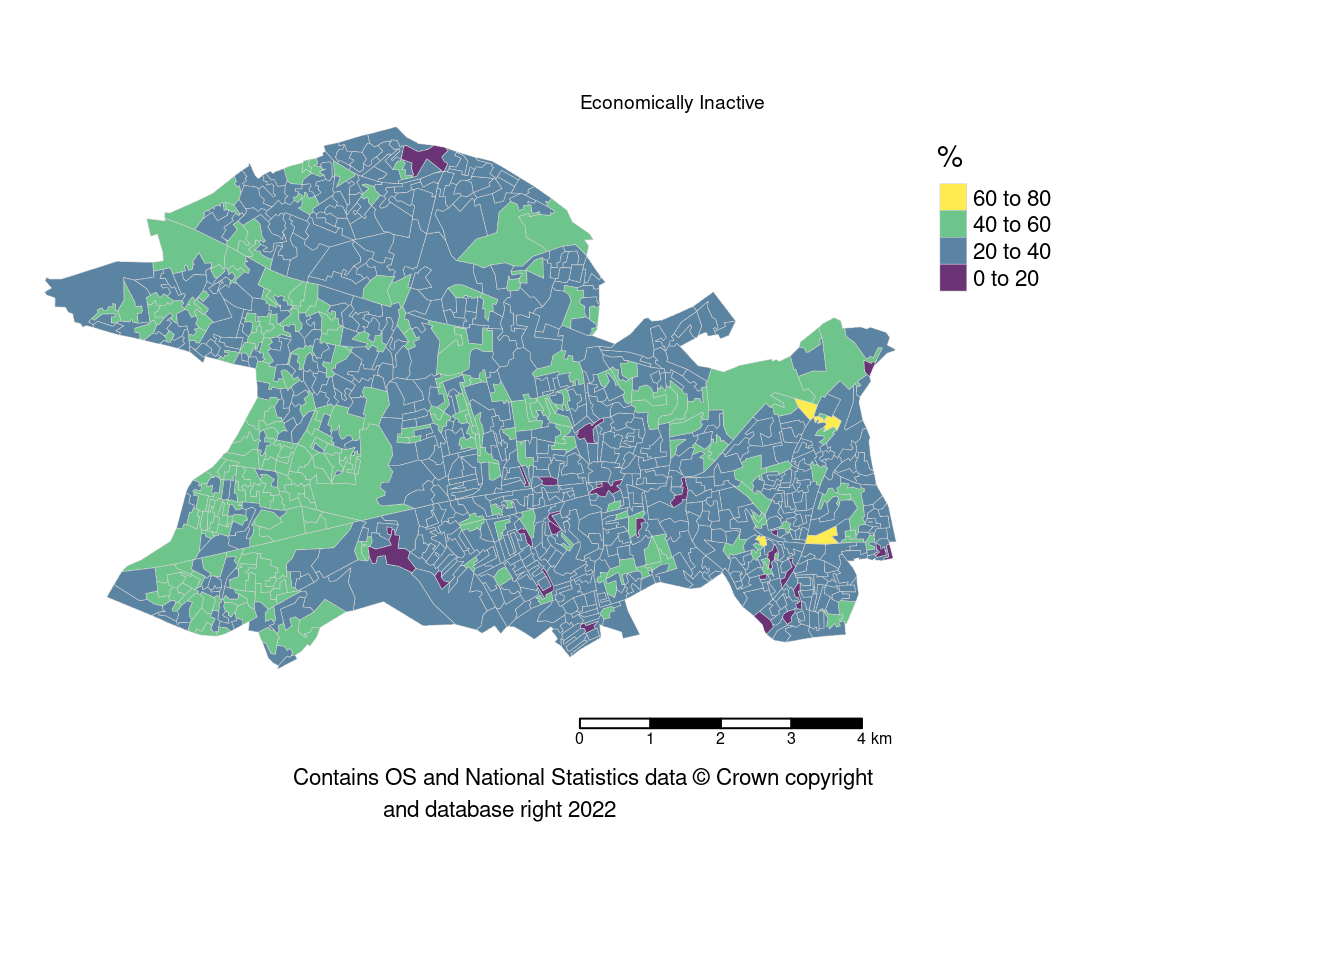 Economically Inactive
%
60 to 80
40 to 60
20 to 40
0 to 20
0 1 2 3 4 km
Contains OS and National Statistics data © Crown copyright
and database right 2022